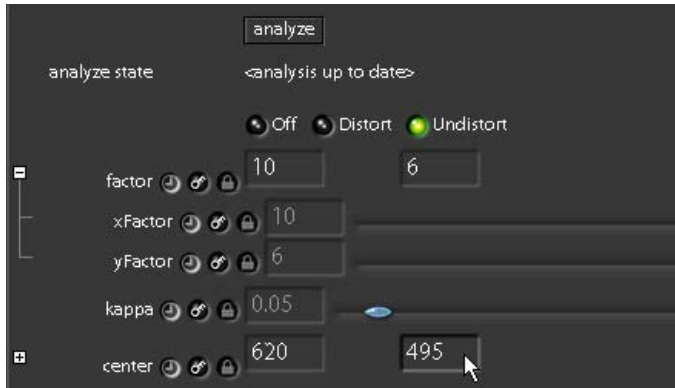 analyze
analyze state <analysis up to date>
Off Distort Undistort
factor 10 6
xFactor 10
yFactor 6
kappa 0.05
center 620 495